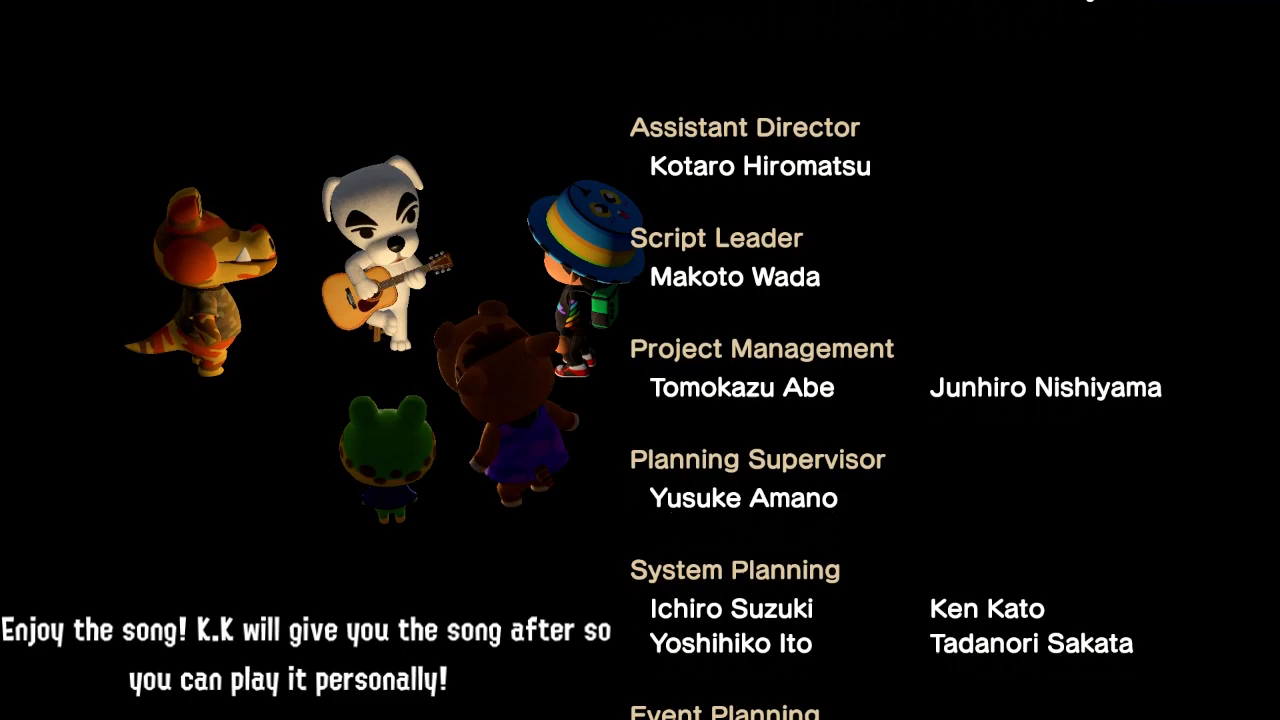 Assistant Director
Kotaro Hiromatsu
Script Leader
Makoto Wada
Project Management
Tomokazu Abe Junhiro Nishiyama
Planning Supervisor
Yusuke Amano
System Planning
Ichiro Suzuki Ken Kato
Yoshihiko Ito Tadanori Sakata
Event Planning
Enjoy the song! K.K will give you the song after so
you can play it personally!